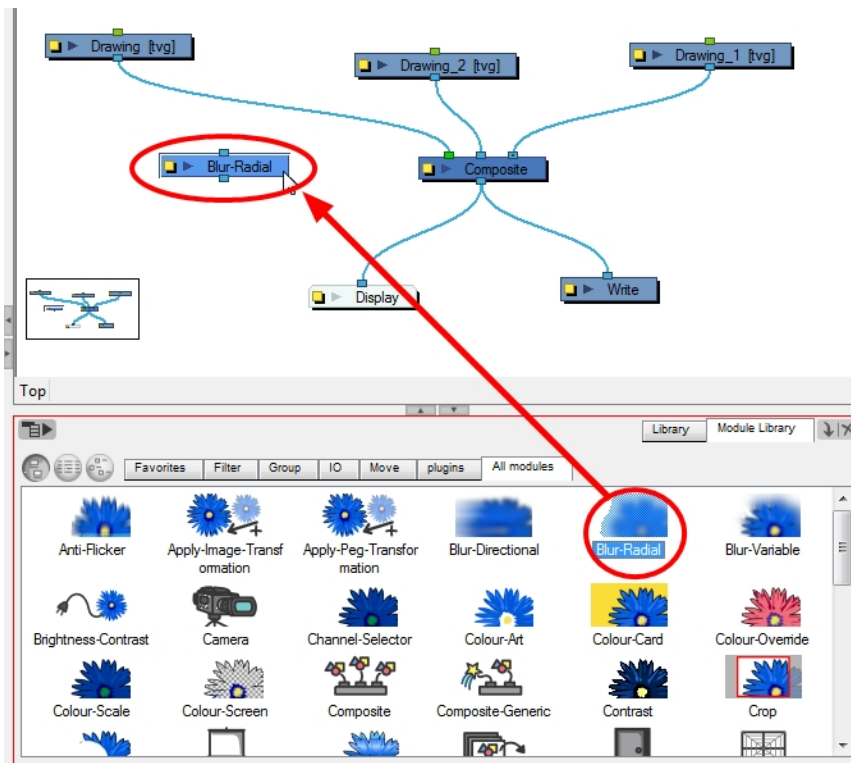 Drawing [tvg]
Drawing_2 [tvg]
Drawing_1 [tvg]
Blur-Radial
Composite
Display
Write
Top
Library
Module Library
Favorites
Filter
Group
IO
Move
plugins
All modules
Anti-Flicker
Apply-Image-Transf
ormation
Apply-Peg-Transfor
mation
Blur-Directional
Blur-Radial
Blur-Variable
Brightness-Contrast
Camera
Channel-Selector
Colour-Art
Colour-Card
Colour-Override
Colour-Scale
Colour-Screen
Composite
Composite-Generic
Contrast
Crop